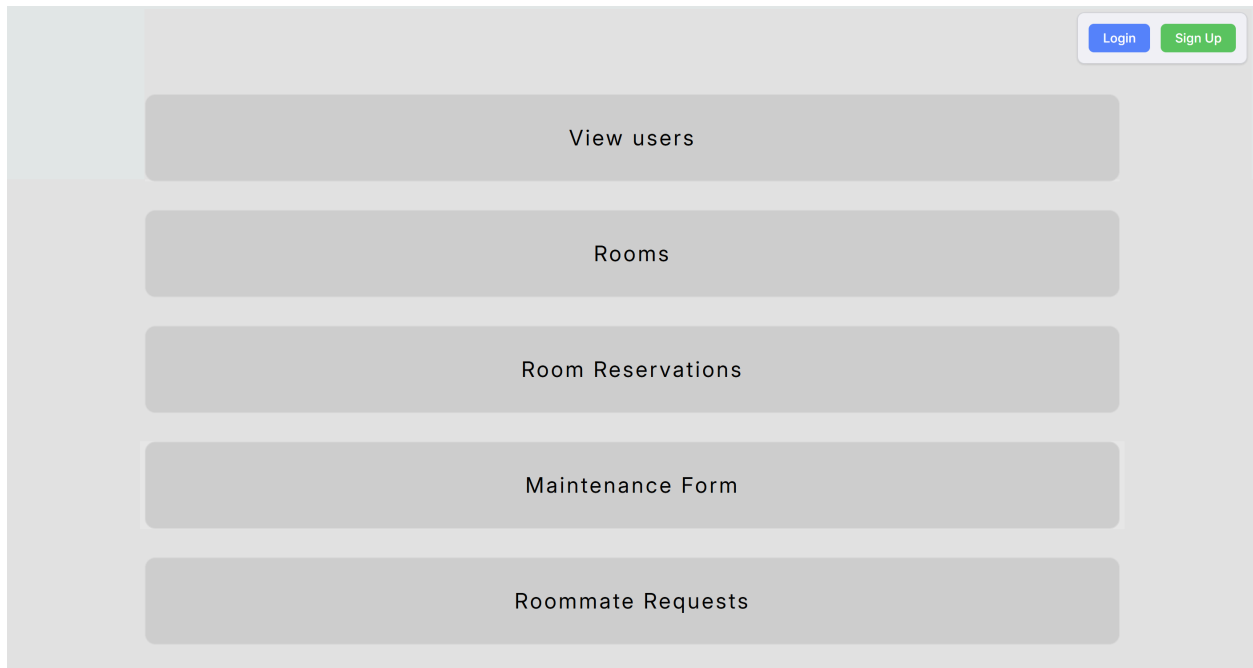 Login Sign Up
View users
Rooms
Room Reservations
Maintenance Form
Roommate Requests